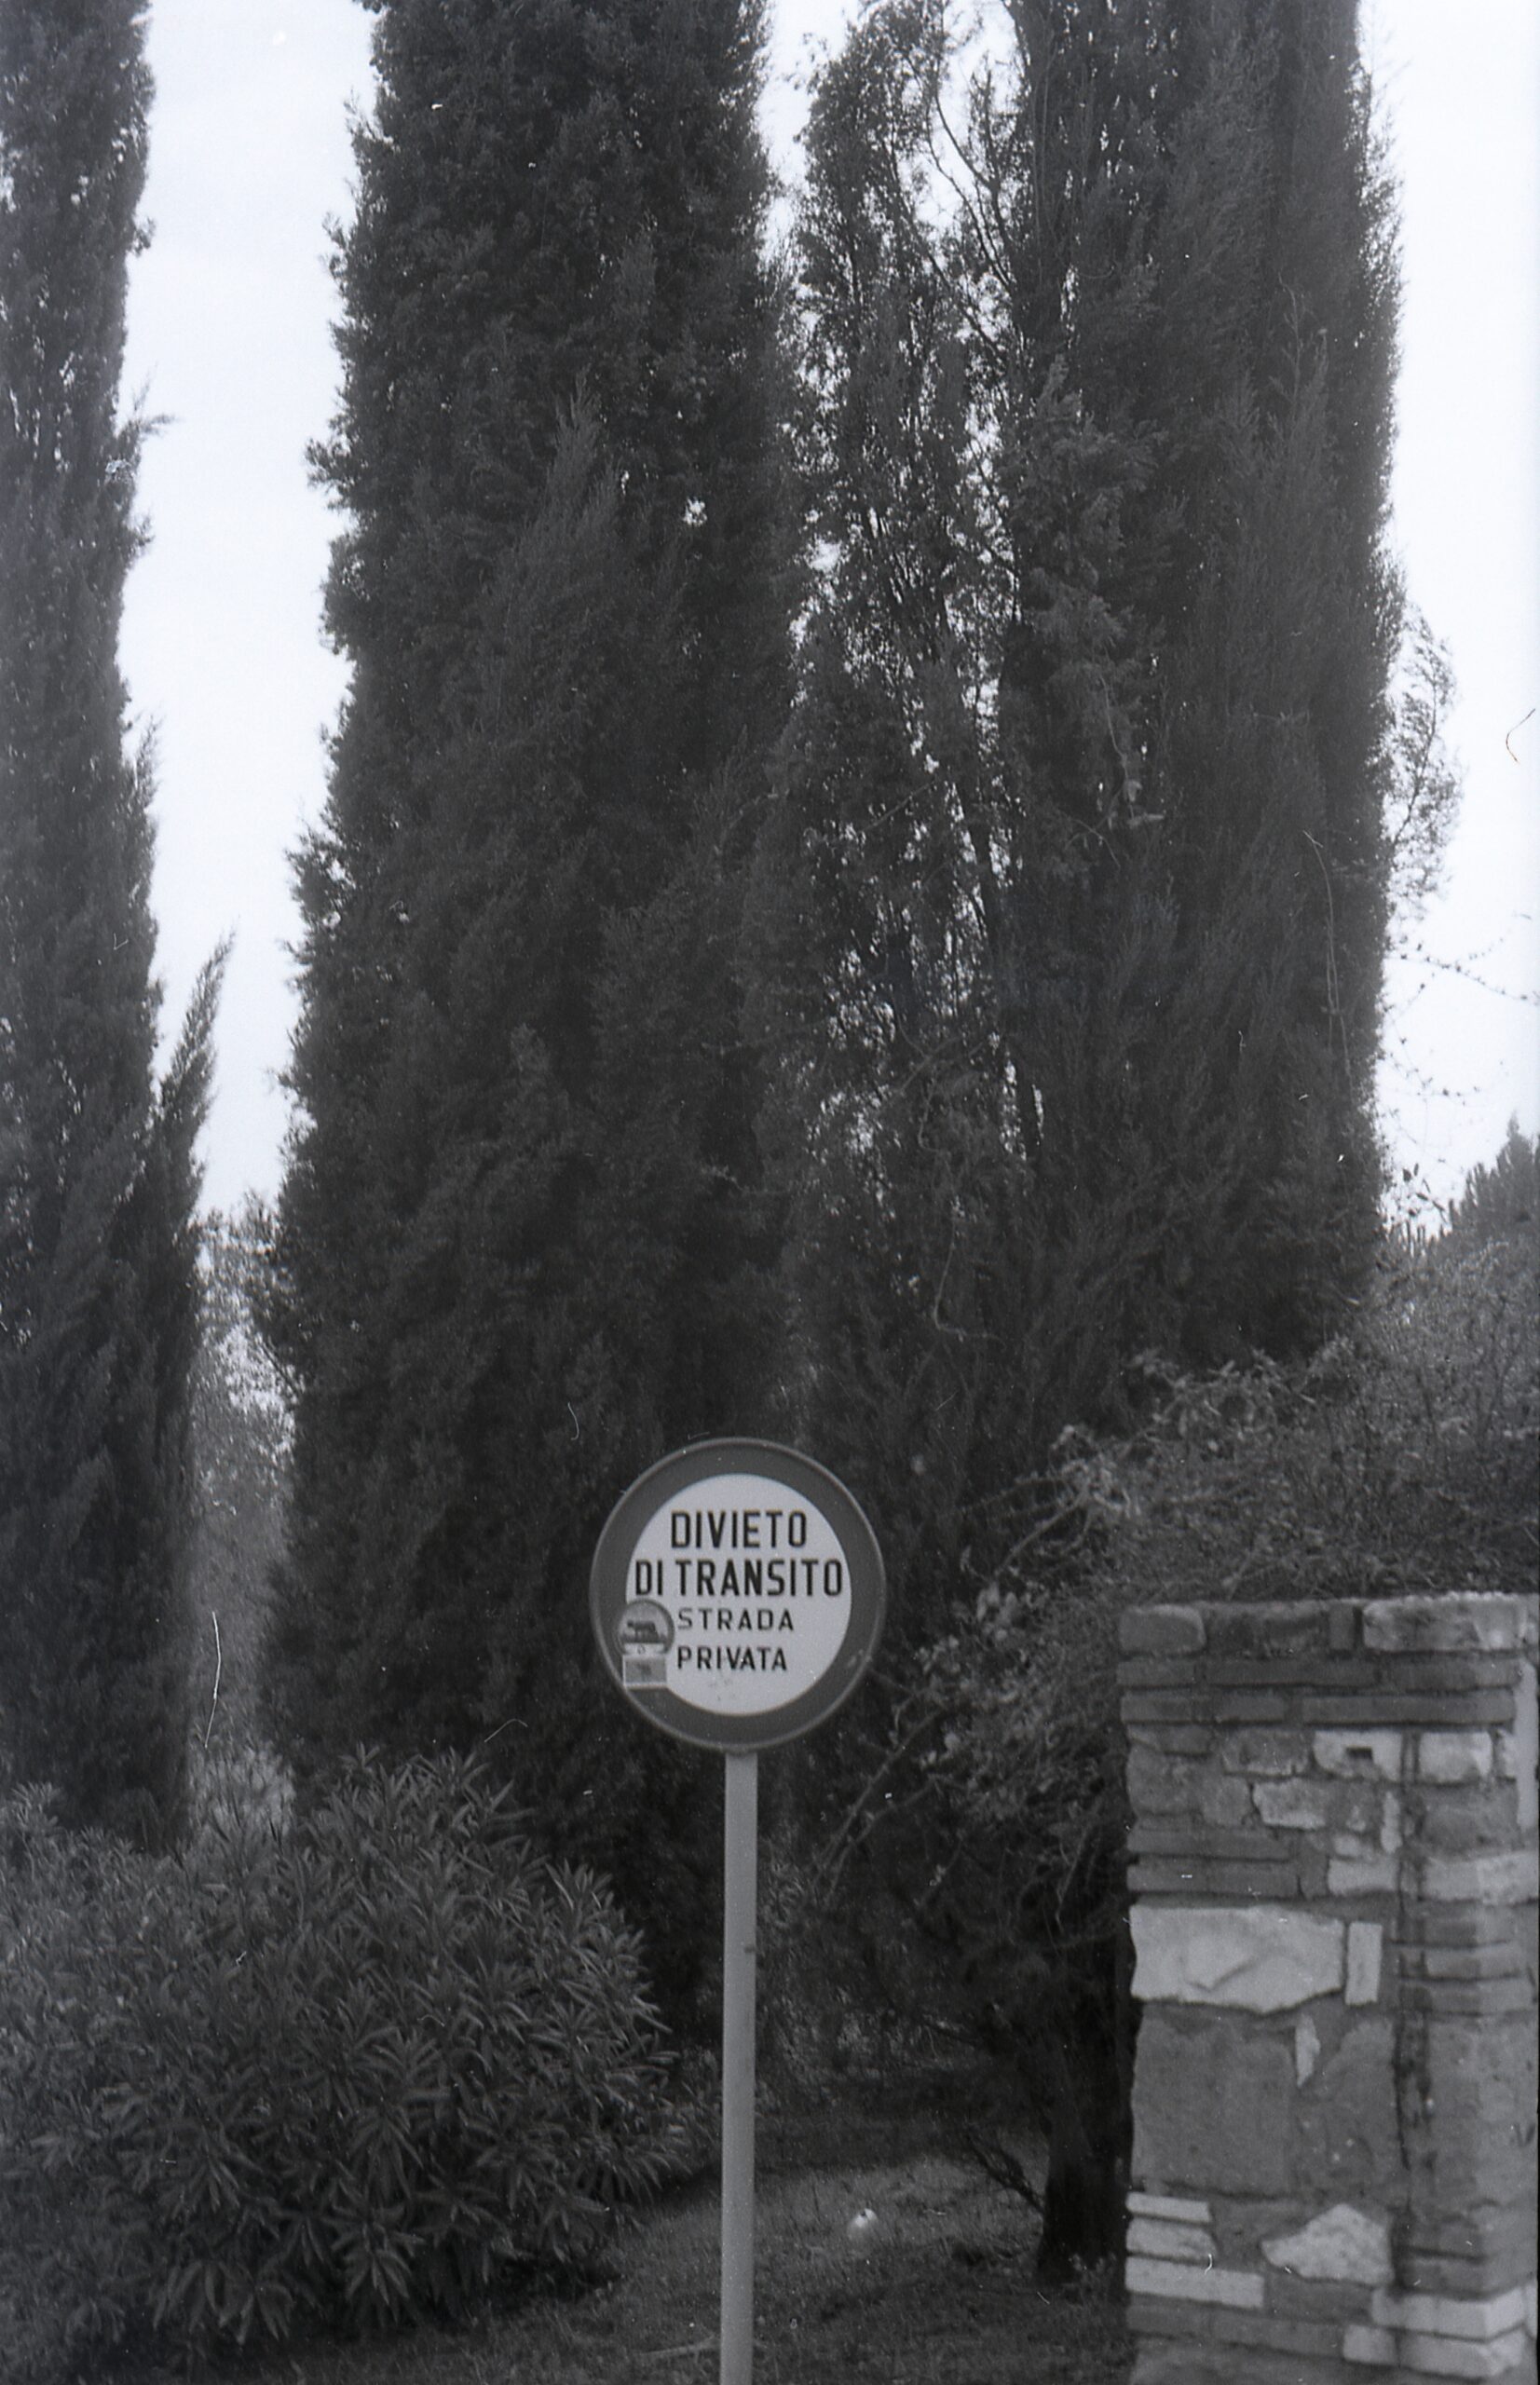 DIVIETO
DI TRANSITO
STRADA
PRIVATA